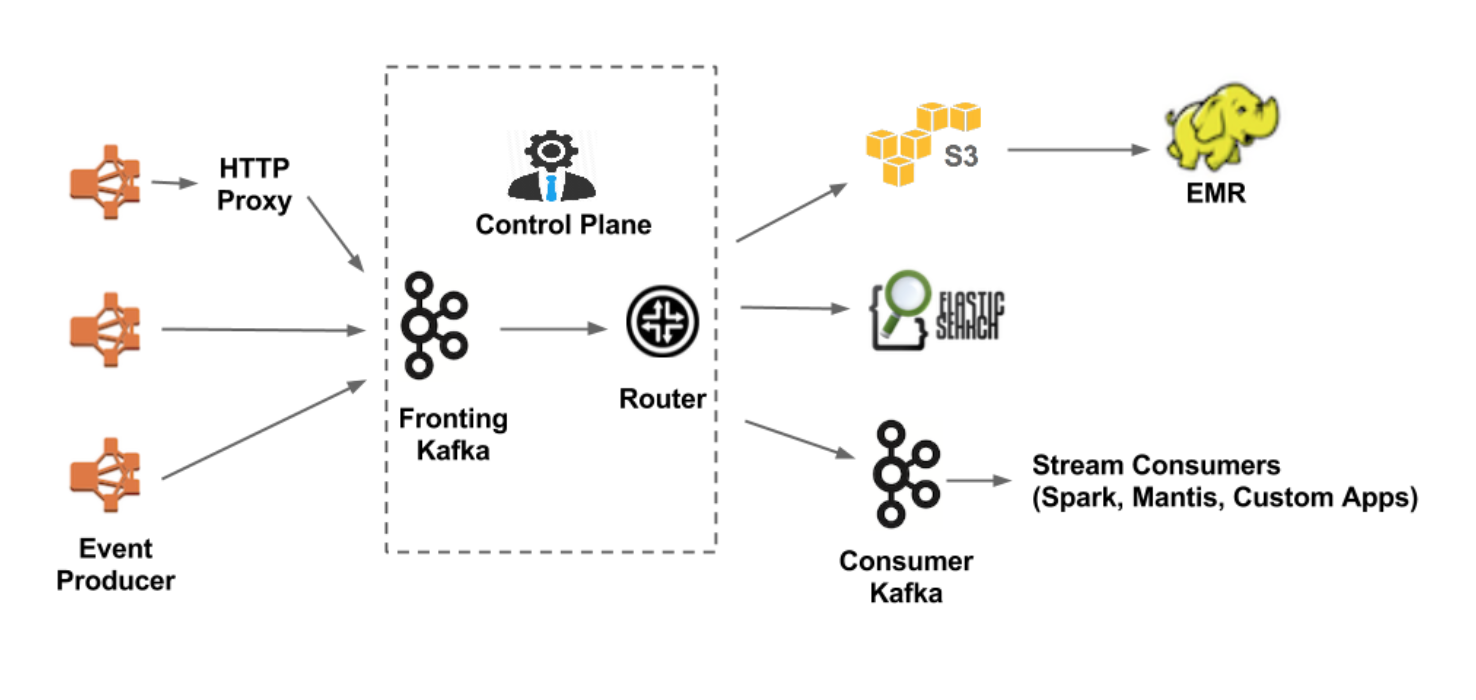 HTTP
Proxy
Control Plane
Fronting
Kafka
Router
Event
Producer
S3
EMR
ELASTIC
SEARCH
Consumer
Kafka
Stream Consumers
(Spark, Mantis, Custom Apps)